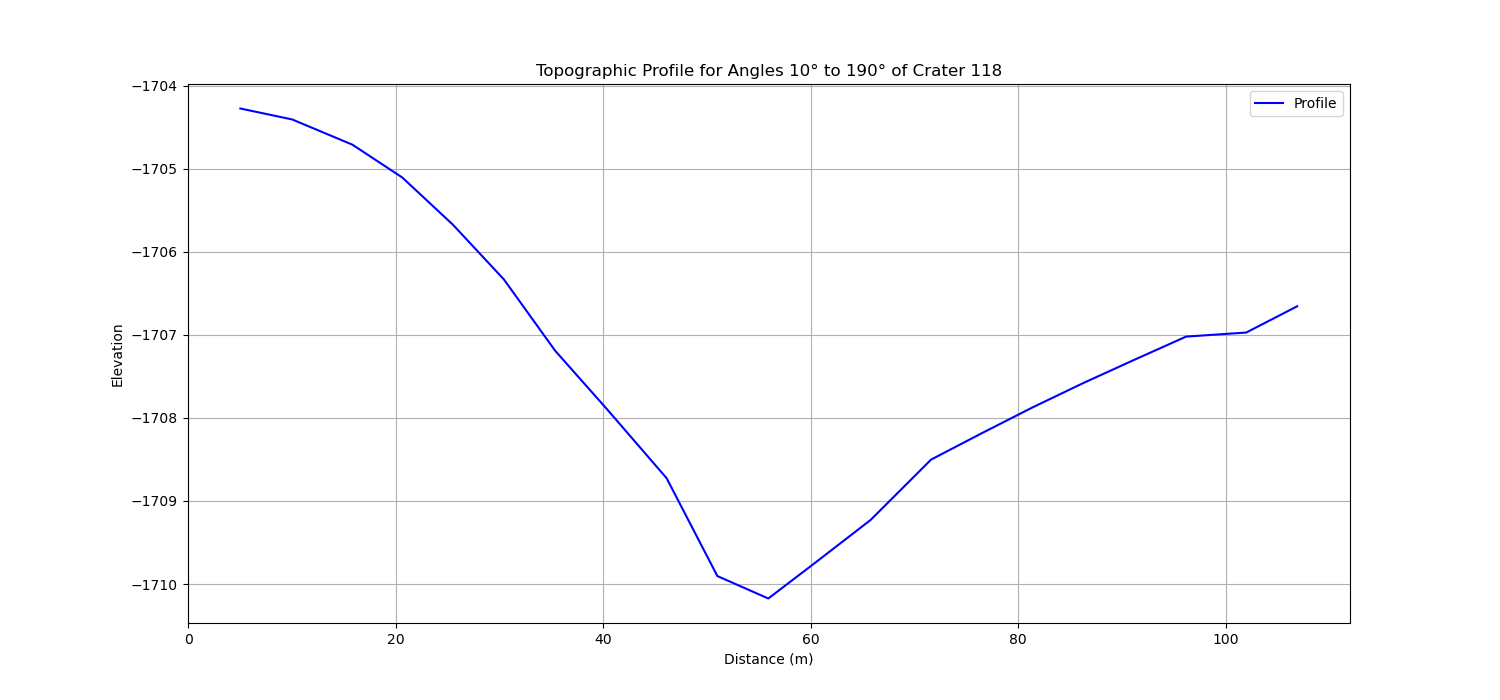 Topographic Profile for Angles 10° to 190° of Crater 118
Profile
−1704
−1705
−1706
−1707
−1708
−1709
−1710
Elevation
0 20 40 60 80 100
Distance (m)